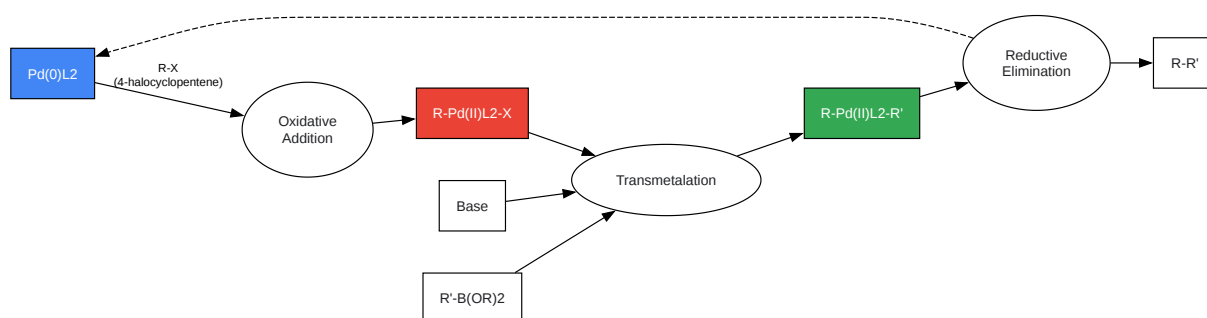 Pd(0)L2
R-X
(4-halocyclopentene)
Oxidative
Addition
R-Pd(II)L2-X
Base
R'-B(OR)2
Transmetalation
R-Pd(II)L2-R'
Reductive
Elimination
R-R'